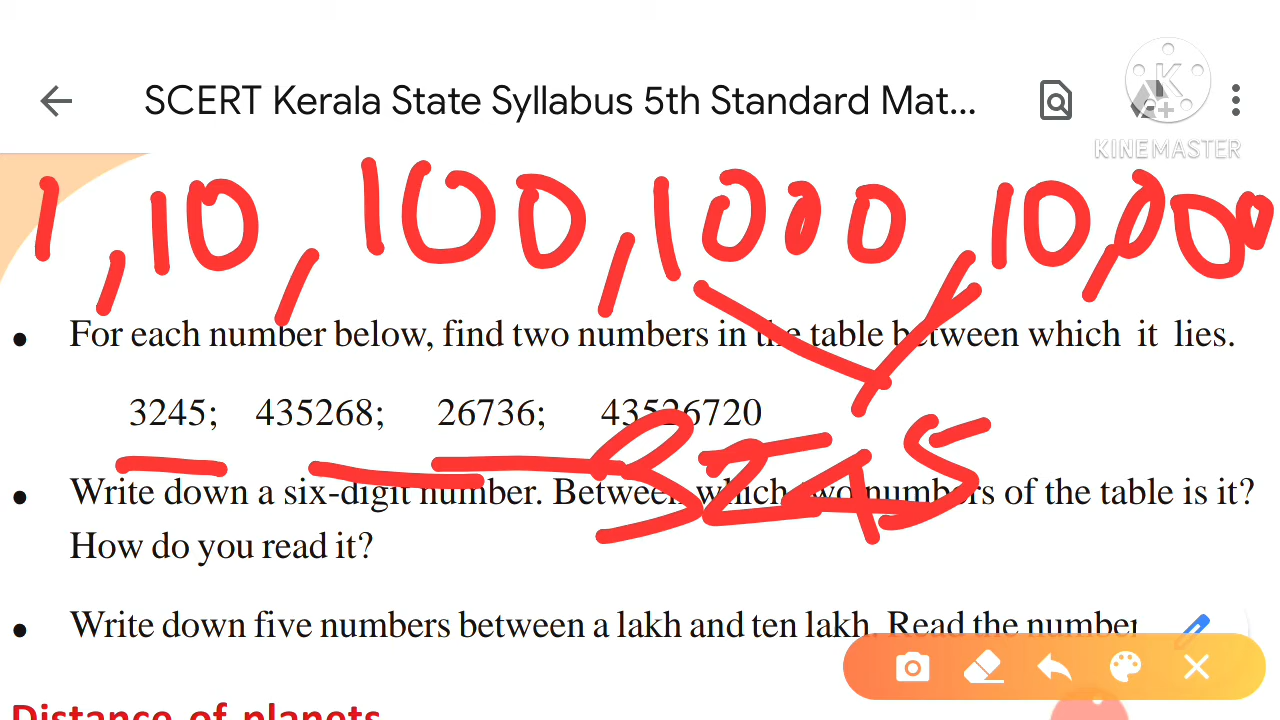 SCERT Kerala State Syllabus 5th Standard Mat...
KINEMASTER
1, 10, 100, 1000, 10,000
• For each number below, find two numbers in the table between which it lies.
3245; 435268; 26736; 43526720
3245
• Write down a six-digit number. Between which two numbers of the table is it?
How do you read it?
• Write down five numbers between a lakh and ten lakh. Read the number
Distance of planets